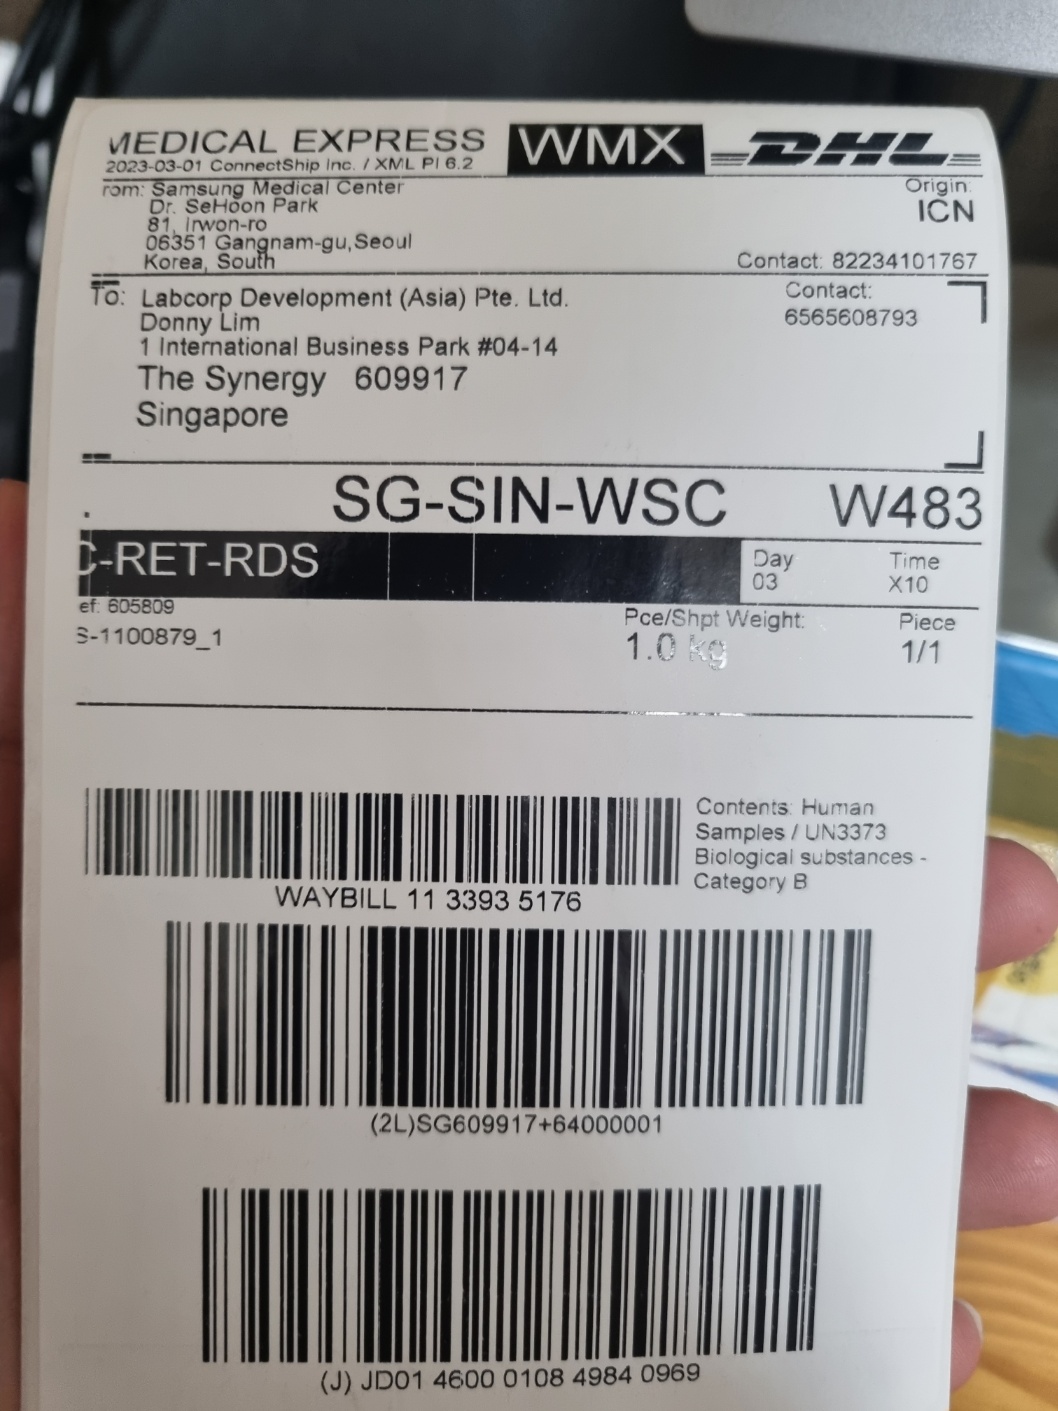 MEDICAL EXPRESS WMX DHL
2023-03-01 ConnectShip Inc. / XML PI 6.2
rom: Samsung Medical Center
Dr. SeHoon Park
81, Irwon-ro
06351 Gangnam-gu,Seoul
Korea, South
Origin:
ICN
Contact: 82234101767
To: Labcorp Development (Asia) Pte. Ltd.
Donny Lim
1 International Business Park #04-14
The Synergy 609917
Singapore
Contact:
6565608793
SG-SIN-WSC W483
C-RET-RDS
Day
03
Time
X10
ef: 605809
S-1100879_1
Pce/Shpt Weight:
1.0 kg
Piece
1/1
Contents: Human
Samples / UN3373
Biological substances -
Category B
WAYBILL 11 3393 5176
(2L)SG609917+64000001
(J) JD01 4600 0108 4984 0969